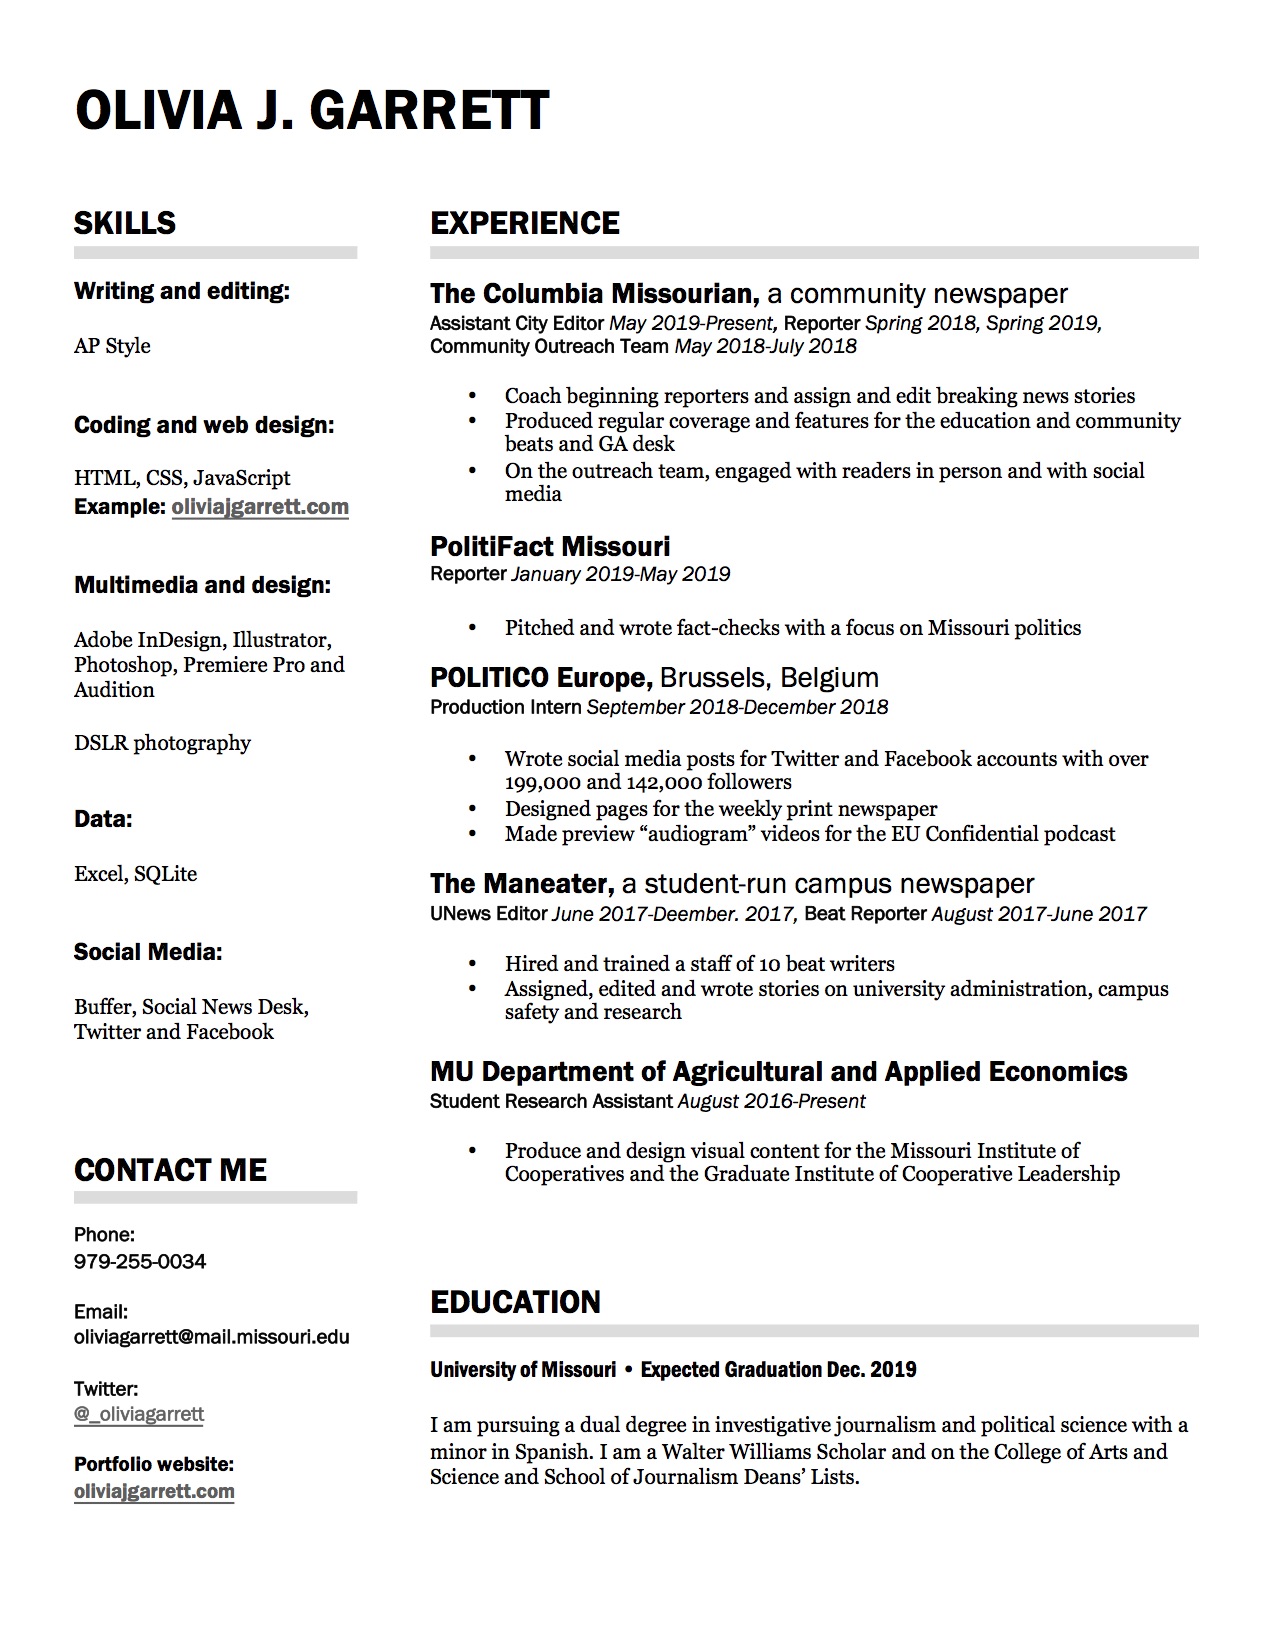 OLIVIA J. GARRETT
SKILLS
Writing and editing:
AP Style
Coding and web design:
HTML, CSS, JavaScript
Example: oliviajgarrett.com
Multimedia and design:
Adobe InDesign, Illustrator,
Photoshop, Premiere Pro and
Audition
DSLR photography
Data:
Excel, SQLite
Social Media:
Buffer, Social News Desk,
Twitter and Facebook
CONTACT ME
Phone:
979-255-0034
Email:
oliviagarrett@mail.missouri.edu
Twitter:
@_oliviagarrett
Portfolio website:
oliviajgarrett.com
EXPERIENCE
The Columbia Missourian, a community newspaper
Assistant City Editor May 2019-Present, Reporter Spring 2018, Spring 2019,
Community Outreach Team May 2018-July 2018
• Coach beginning reporters and assign and edit breaking news stories
• Produced regular coverage and features for the education and community
beats and GA desk
• On the outreach team, engaged with readers in person and with social
media
PolitiFact Missouri
Reporter January 2019-May 2019
• Pitched and wrote fact-checks with a focus on Missouri politics
POLITICO Europe, Brussels, Belgium
Production Intern September 2018-December 2018
• Wrote social media posts for Twitter and Facebook accounts with over
199,000 and 142,000 followers
• Designed pages for the weekly print newspaper
• Made preview “audiogram” videos for the EU Confidential podcast
The Maneater, a student-run campus newspaper
UNews Editor June 2017-Deember. 2017, Beat Reporter August 2017-June 2017
• Hired and trained a staff of 10 beat writers
• Assigned, edited and wrote stories on university administration, campus
safety and research
MU Department of Agricultural and Applied Economics
Student Research Assistant August 2016-Present
• Produce and design visual content for the Missouri Institute of
Cooperatives and the Graduate Institute of Cooperative Leadership
EDUCATION
University of Missouri • Expected Graduation Dec. 2019
I am pursuing a dual degree in investigative journalism and political science with a
minor in Spanish. I am a Walter Williams Scholar and on the College of Arts and
Science and School of Journalism Deans’ Lists.